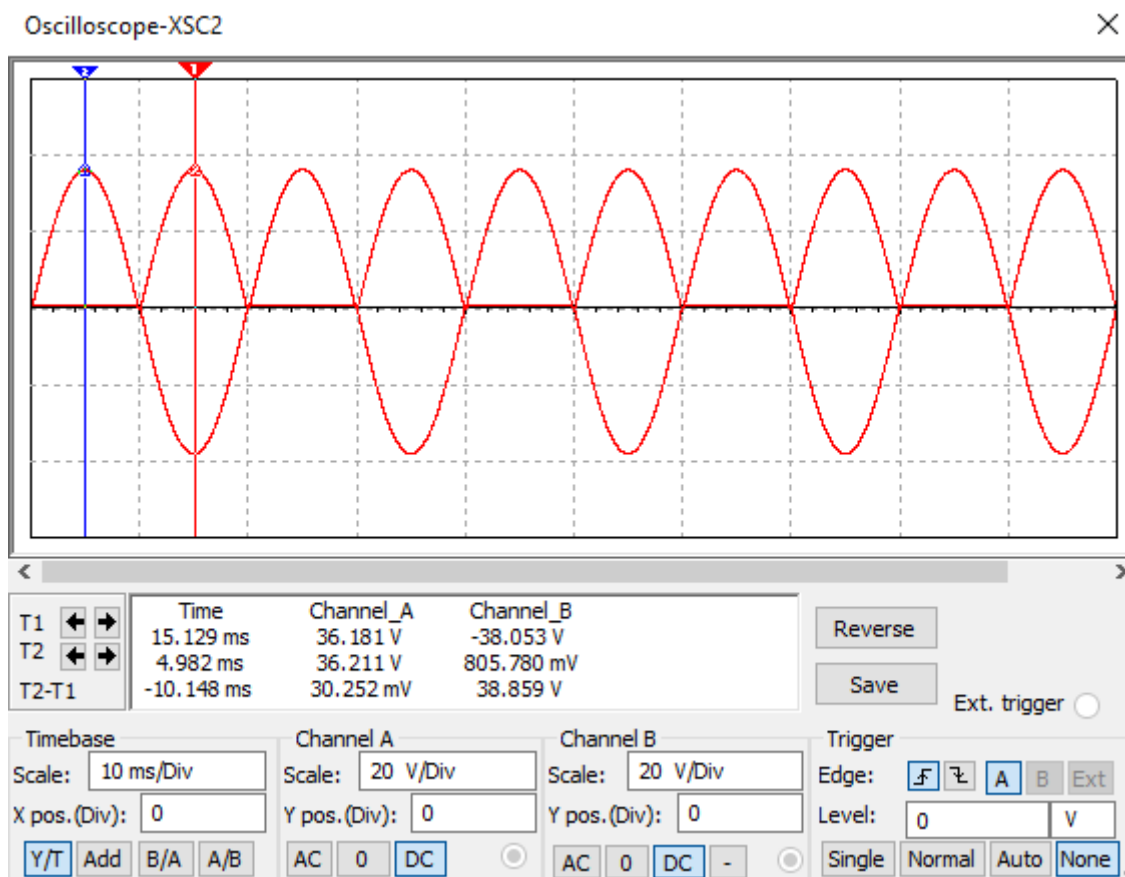 Oscilloscope-XSC2
2 1
Time Channel_A Channel_B
T1 15.129 ms 36.181 V -38.053 V
T2 4.982 ms 36.211 V 805.780 mV
T2-T1 -10.148 ms 30.252 mV 38.859 V
Reverse
Save
Ext. trigger
Timebase
Scale: 10 ms/Div
X pos.(Div): 0
Y/T Add B/A A/B
Channel A
Scale: 20 V/Div
Y pos.(Div): 0
AC 0 DC
Channel B
Scale: 20 V/Div
Y pos.(Div): 0
AC 0 DC -
Trigger
Edge: A B Ext
Level: 0 V
Single Normal Auto None